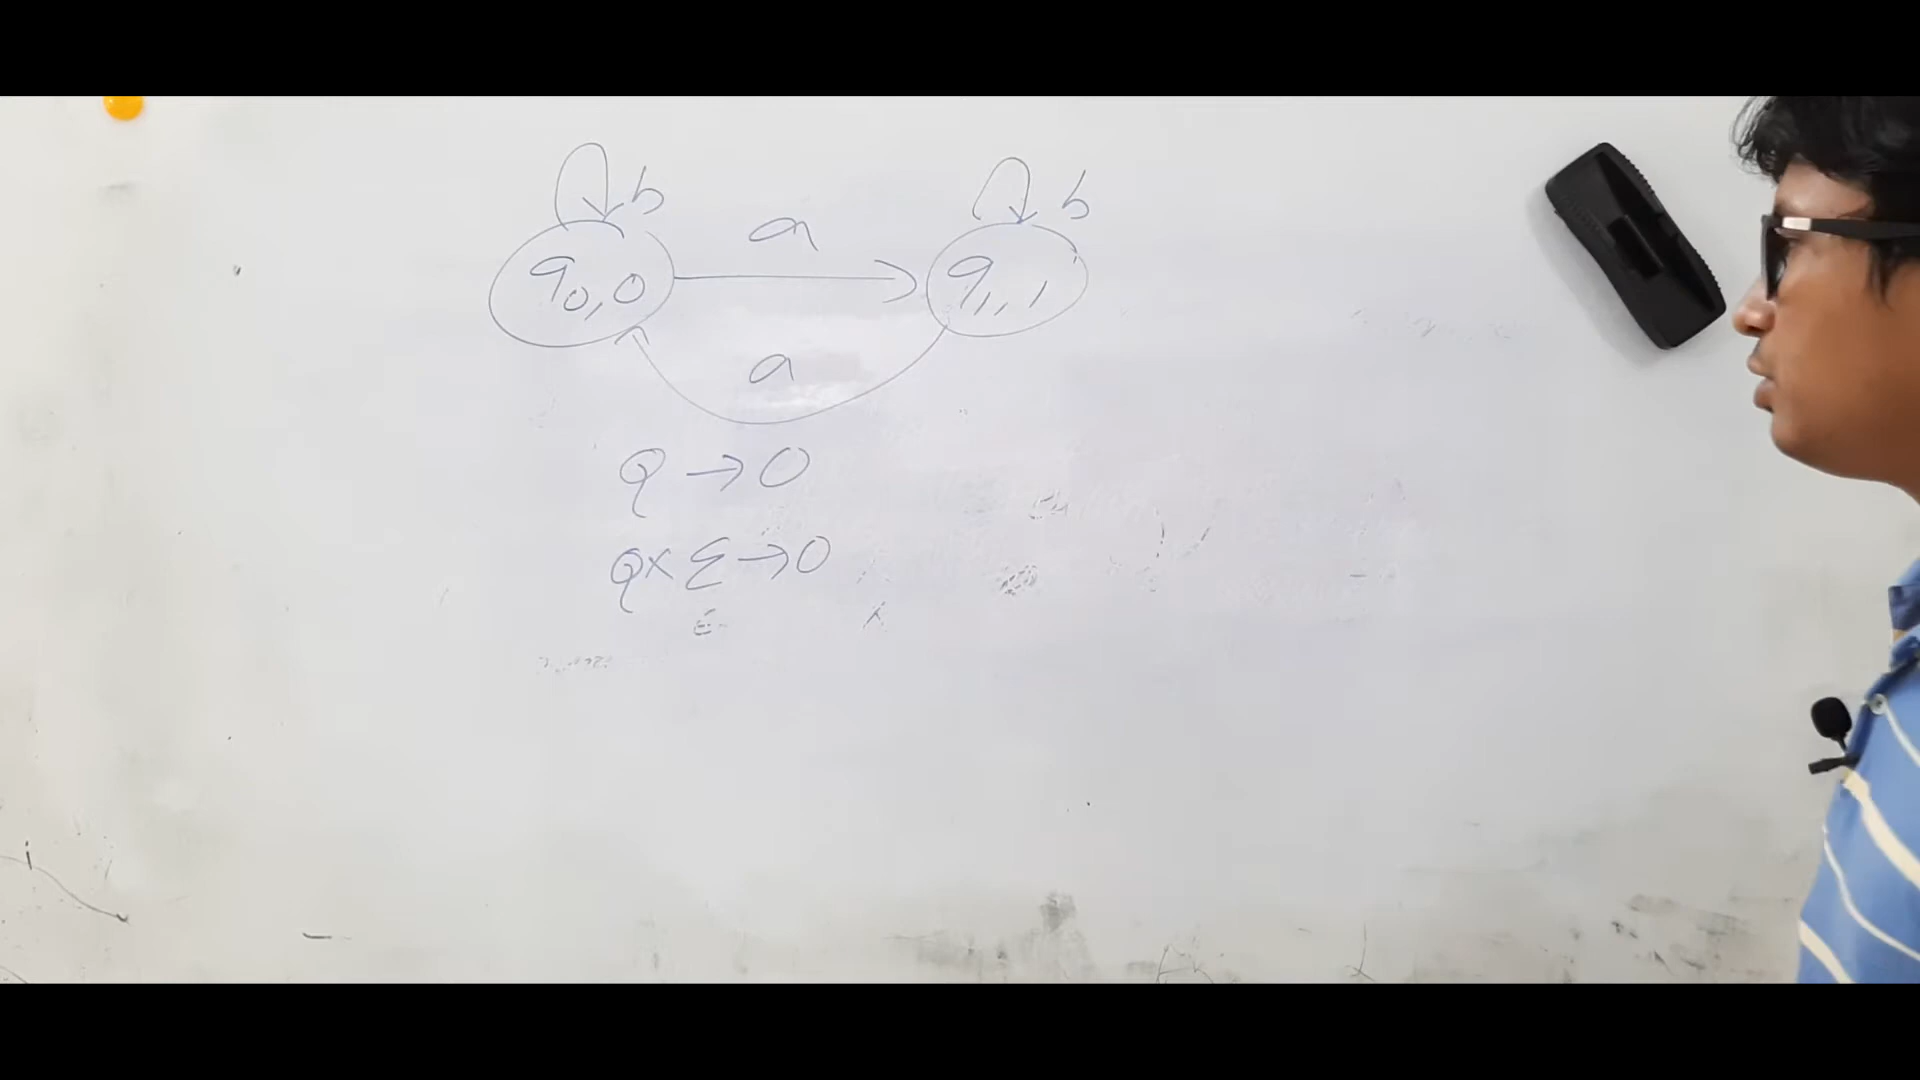 b b
a
q0,0 q1,1
a
Q → O
Q × Σ → O